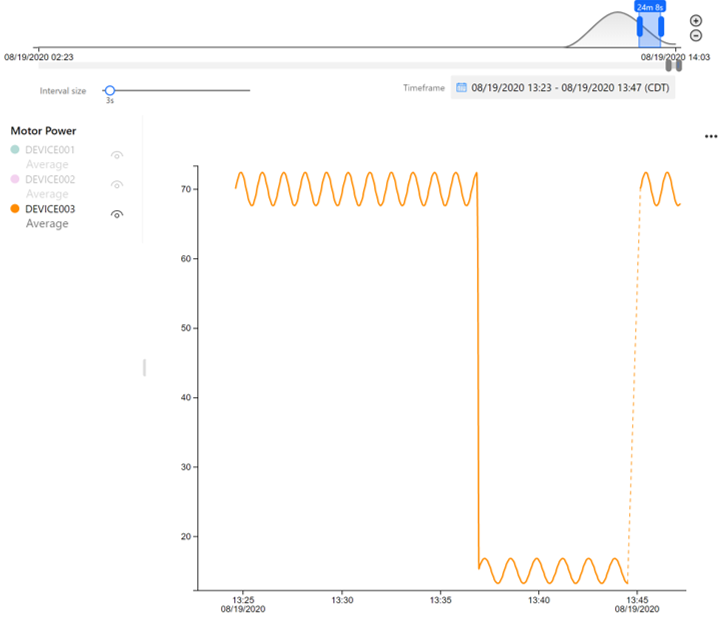 24m 8s
08/19/2020 02:23
08/19/2020 14:03
Interval size
3s
Timeframe
08/19/2020 13:23 - 08/19/2020 13:47 (CDT)
Motor Power
DEVICE001
Average
DEVICE002
Average
DEVICE003
Average
70
60
50
40
30
20
13:25 13:30 13:35 13:40 13:45
08/19/2020 08/19/2020